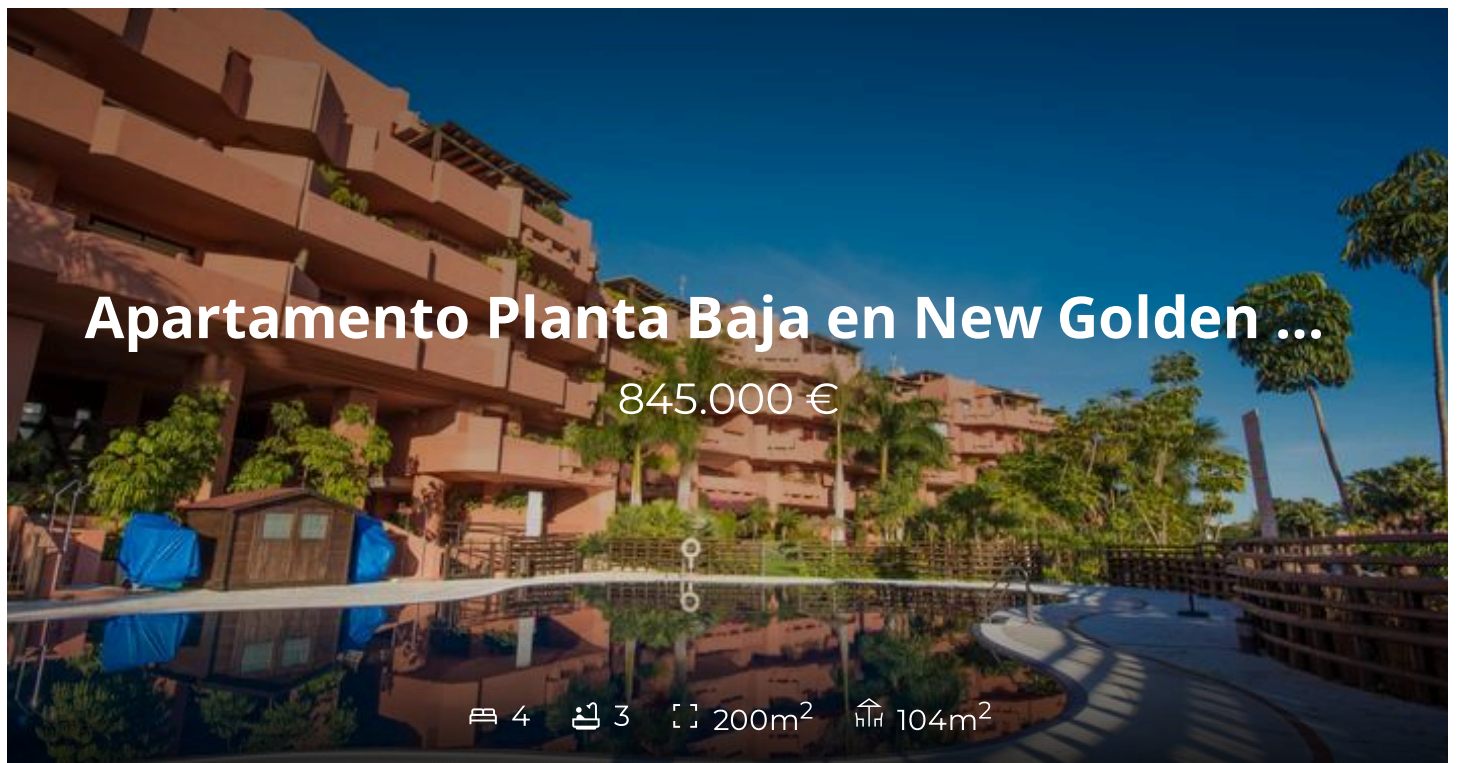 Apartamento Planta Baja en New Golden ...
845.000 €
4 3 200m² 104m²